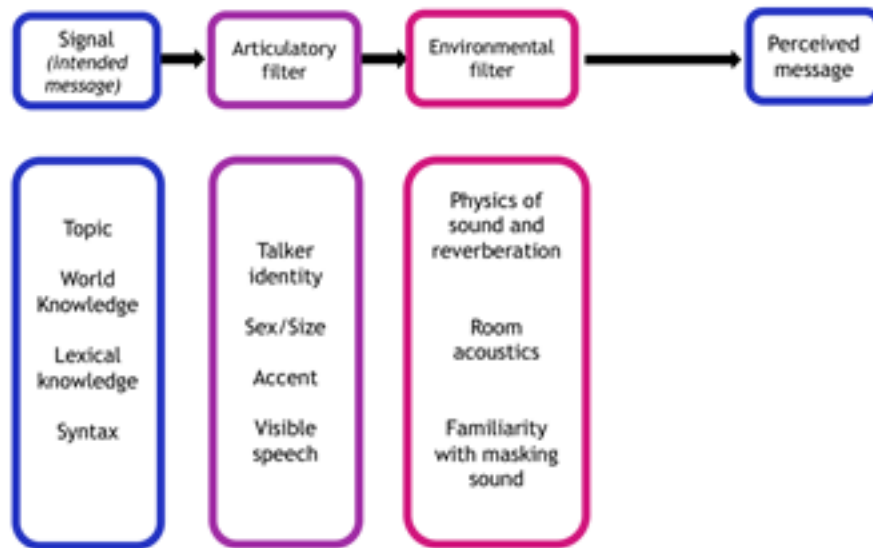 Signal
(intended
message)
Articulatory
filter
Environmental
filter
Perceived
message
Topic
World
Knowledge
Lexical
knowledge
Syntax
Talker
identity
Sex/Size
Accent
Visible
speech
Physics of
sound and
reverberation
Room
acoustics
Familiarity
with masking
sound